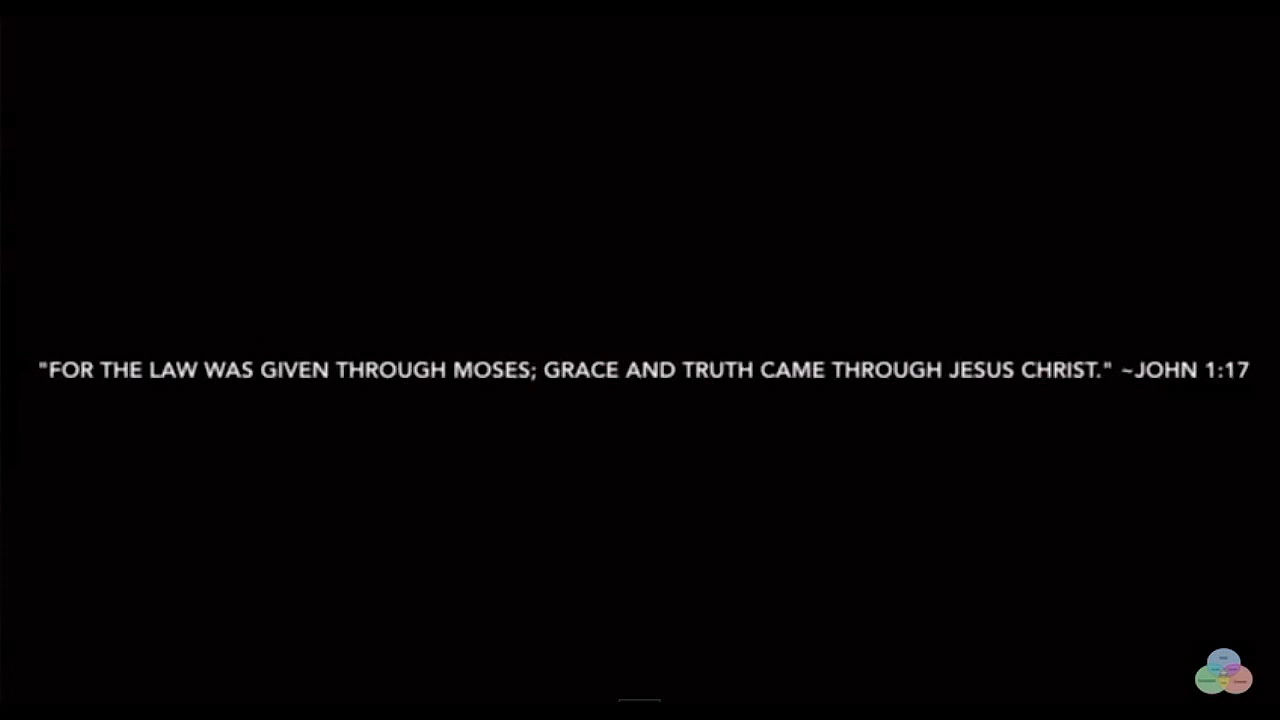 "FOR THE LAW WAS GIVEN THROUGH MOSES; GRACE AND TRUTH CAME THROUGH JESUS CHRIST." ~JOHN 1:17